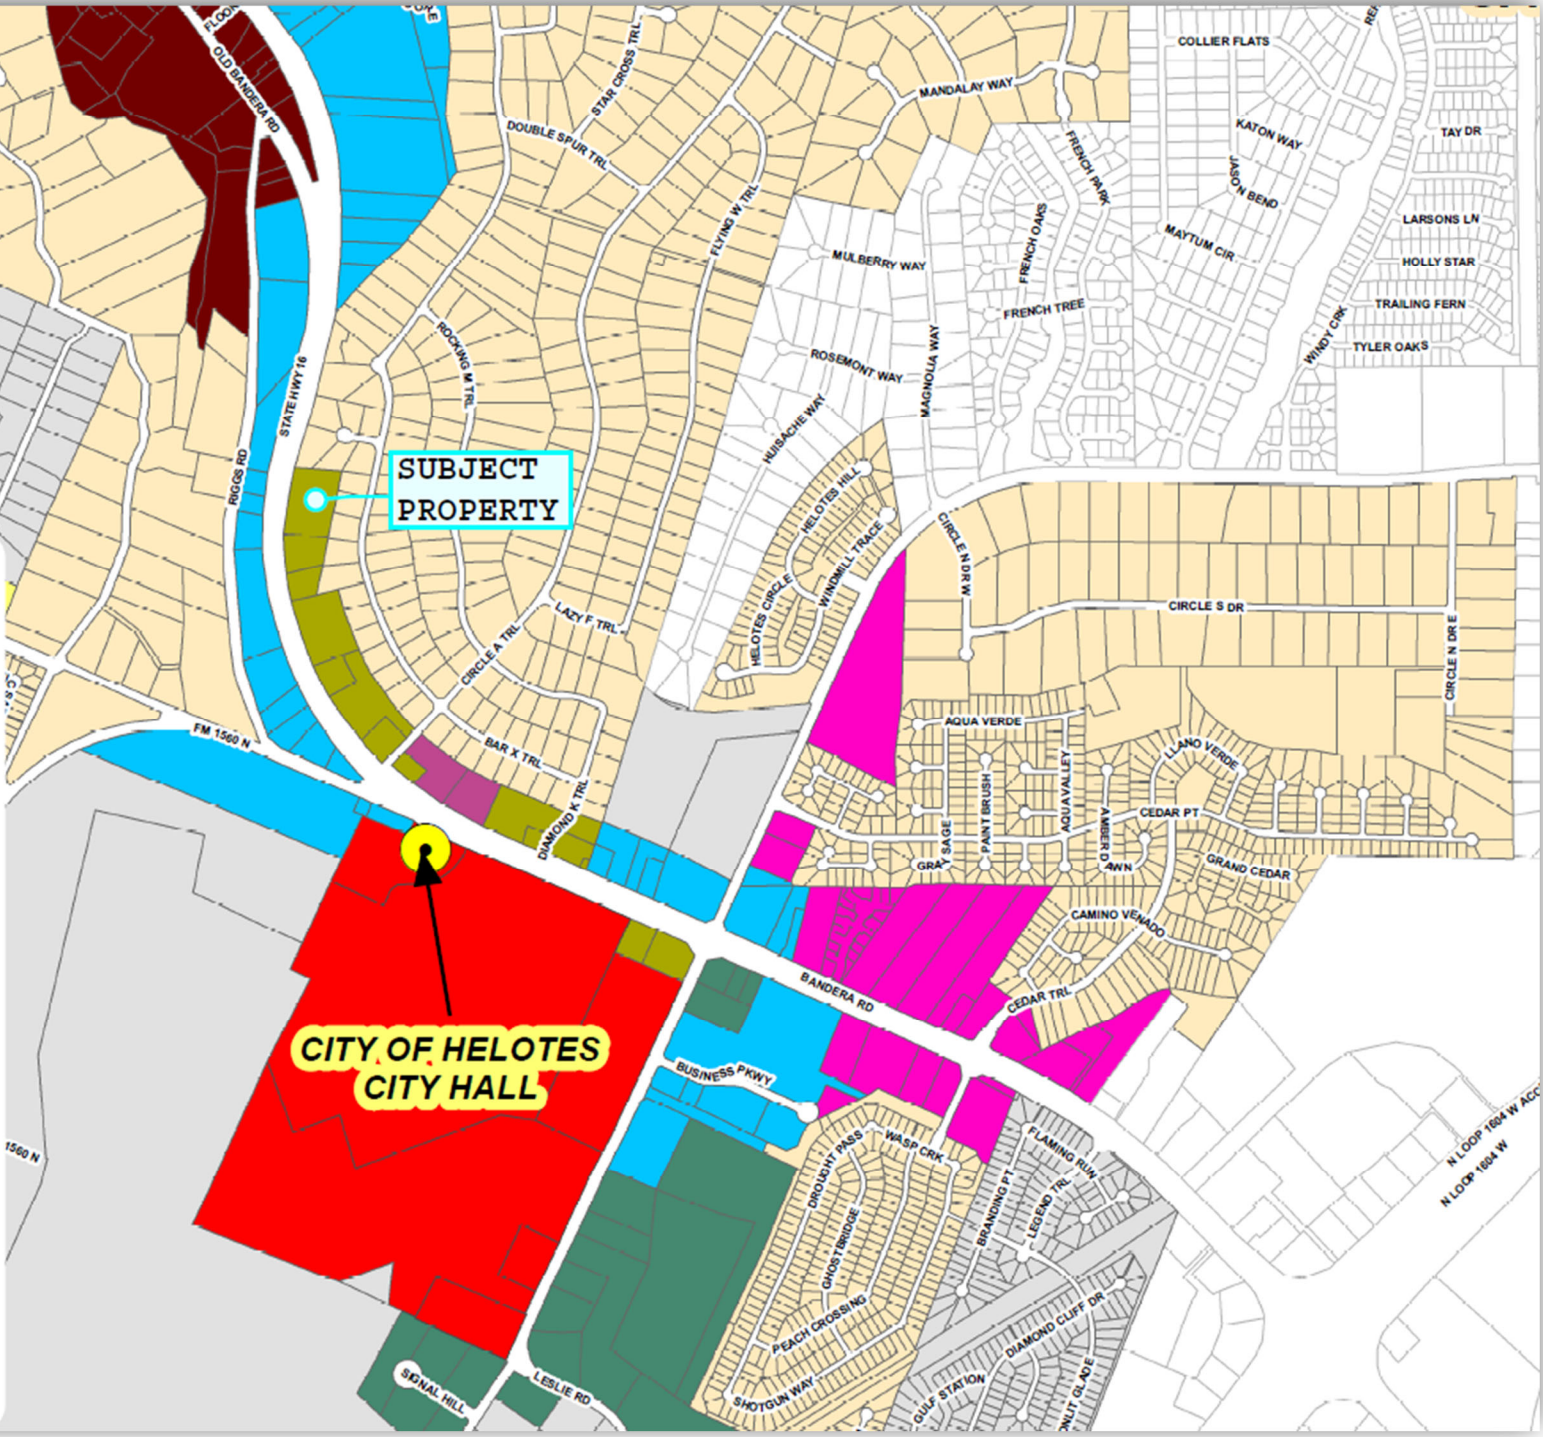 FLOOR
ORE
OLD BANDERA RD
STAR CROSS TRL
MANDALAY WAY
COLLIER FLATS
DOUBLE SPUR TRL
FRENCH PARK
KATON WAY
TAY DR
JASON BEND
FLYING W TRL
LARSONS LN
MULBERRY WAY
FRENCH OAKS
MAYTUM CIR
HOLLY STAR
FRENCH TREE
TRAILING FERN
WINDY CRK
TYLER OAKS
ROCKING M TRL
ROSEMONT WAY
MAGNOLIA WAY
STATE HWY 16
HUISACHE WAY
RIGGS RD
SUBJECT
PROPERTY
HELOTES HILL
WINDMILL TRACE
CIRCLE N DR W
HELOTES CIRCLE
LAZY F TRL
CIRCLE S DR
CIRCLE A TRL
CIRCLE N DR E
FM 1560 N
BAR X TRL
AQUA VERDE
LLANO VERDE
DIAMOND K TRL
PAINT BRUSH
AQUA VALLEY
AMBER DAWN
CEDAR PT
GRAY SAGE
GRAND CEDAR
CAMINO VENADO
BANDERA RD
CEDAR TRL
CITY OF HELOTES
CITY HALL
BUSINESS PKWY
1560 N
DROUGHT PASS
WASP CRK
FLAMING RUN
N LOOP 1604 W ACC
N LOOP 1604 W
BRANDING PT
LEGEND TRL
GHOSTBRIDGE
PEACH CROSSING
DIAMOND CLIFF DR
SIGNAL HILL
LESLIE RD
SHOTGUN WAY
GULF STATION
ONLIT GLADE